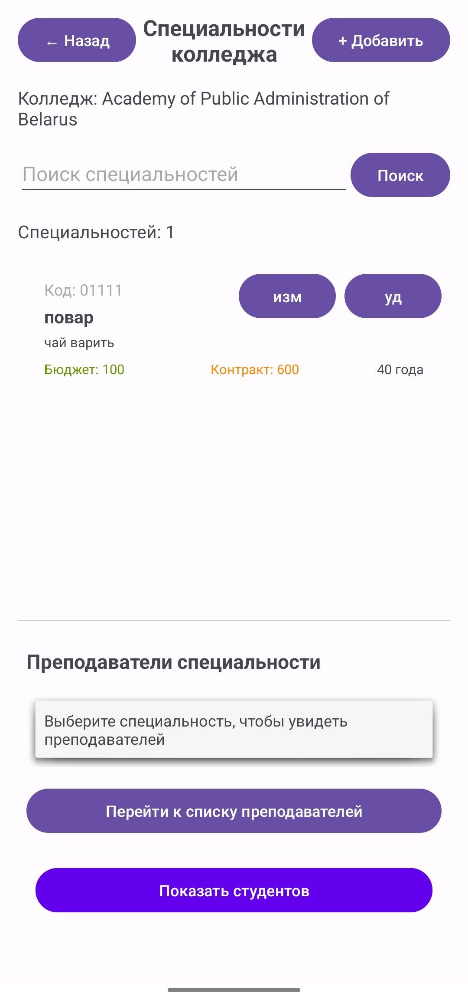 ← Назад
Специальности
колледжа
+ Добавить
Колледж: Academy of Public Administration of
Belarus
Поиск специальностей
Поиск
Специальностей: 1
Код: 01111
изм
уд
повар
чай варить
Бюджет: 100
Контракт: 600
40 года
Преподаватели специальности
Выберите специальность, чтобы увидеть
преподавателей
Перейти к списку преподавателей
Показать студентов